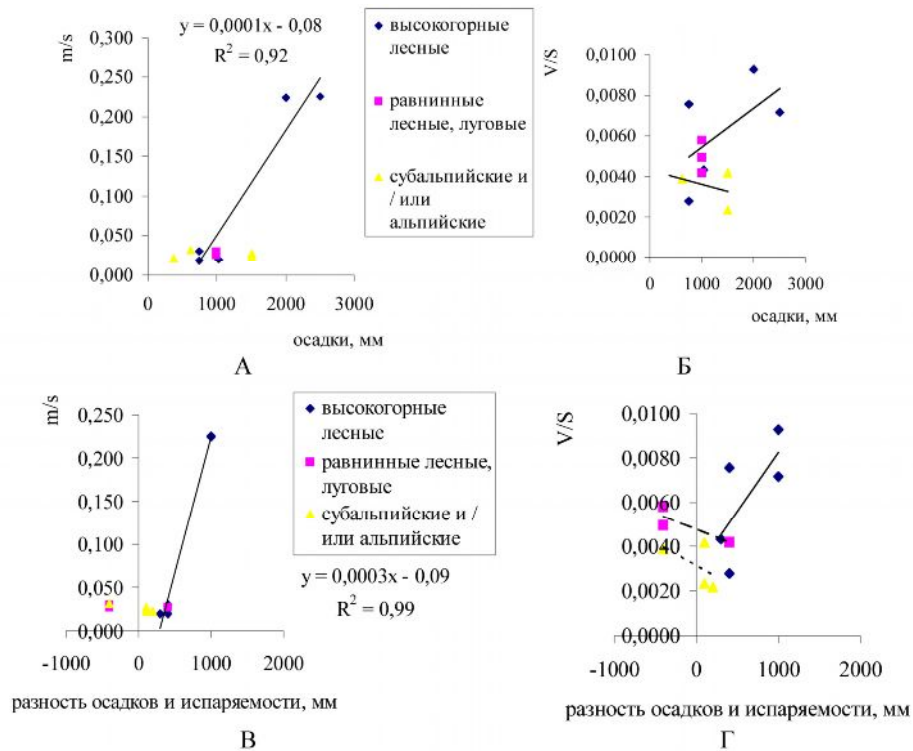 y = 0,0001x - 0,08
R² = 0,92
m/s
0,300
0,250
0,200
0,150
0,100
0,050
0,000
0 1000 2000 3000
осадки, мм
А
высокогорные
лесные
равнинные
лесные, луговые
субальпийские и
/ или
альпийские
V/S
0,0100
0,0080
0,0060
0,0040
0,0020
0,0000
0 1000 2000 3000
осадки, мм
Б
m/s
0,250
0,200
0,150
0,100
0,050
0,000
-1000 0 1000 2000
разность осадков и испаряемости, мм
В
высокогорные
лесные
равнинные лесные,
луговые
субальпийские и /
или альпийские
y = 0,0003x - 0,09
R² = 0,99
V/S
0,0100
0,0080
0,0060
0,0040
0,0020
0,0000
-1000 0 1000 2000
разность осадков и испаряемости, мм
Г